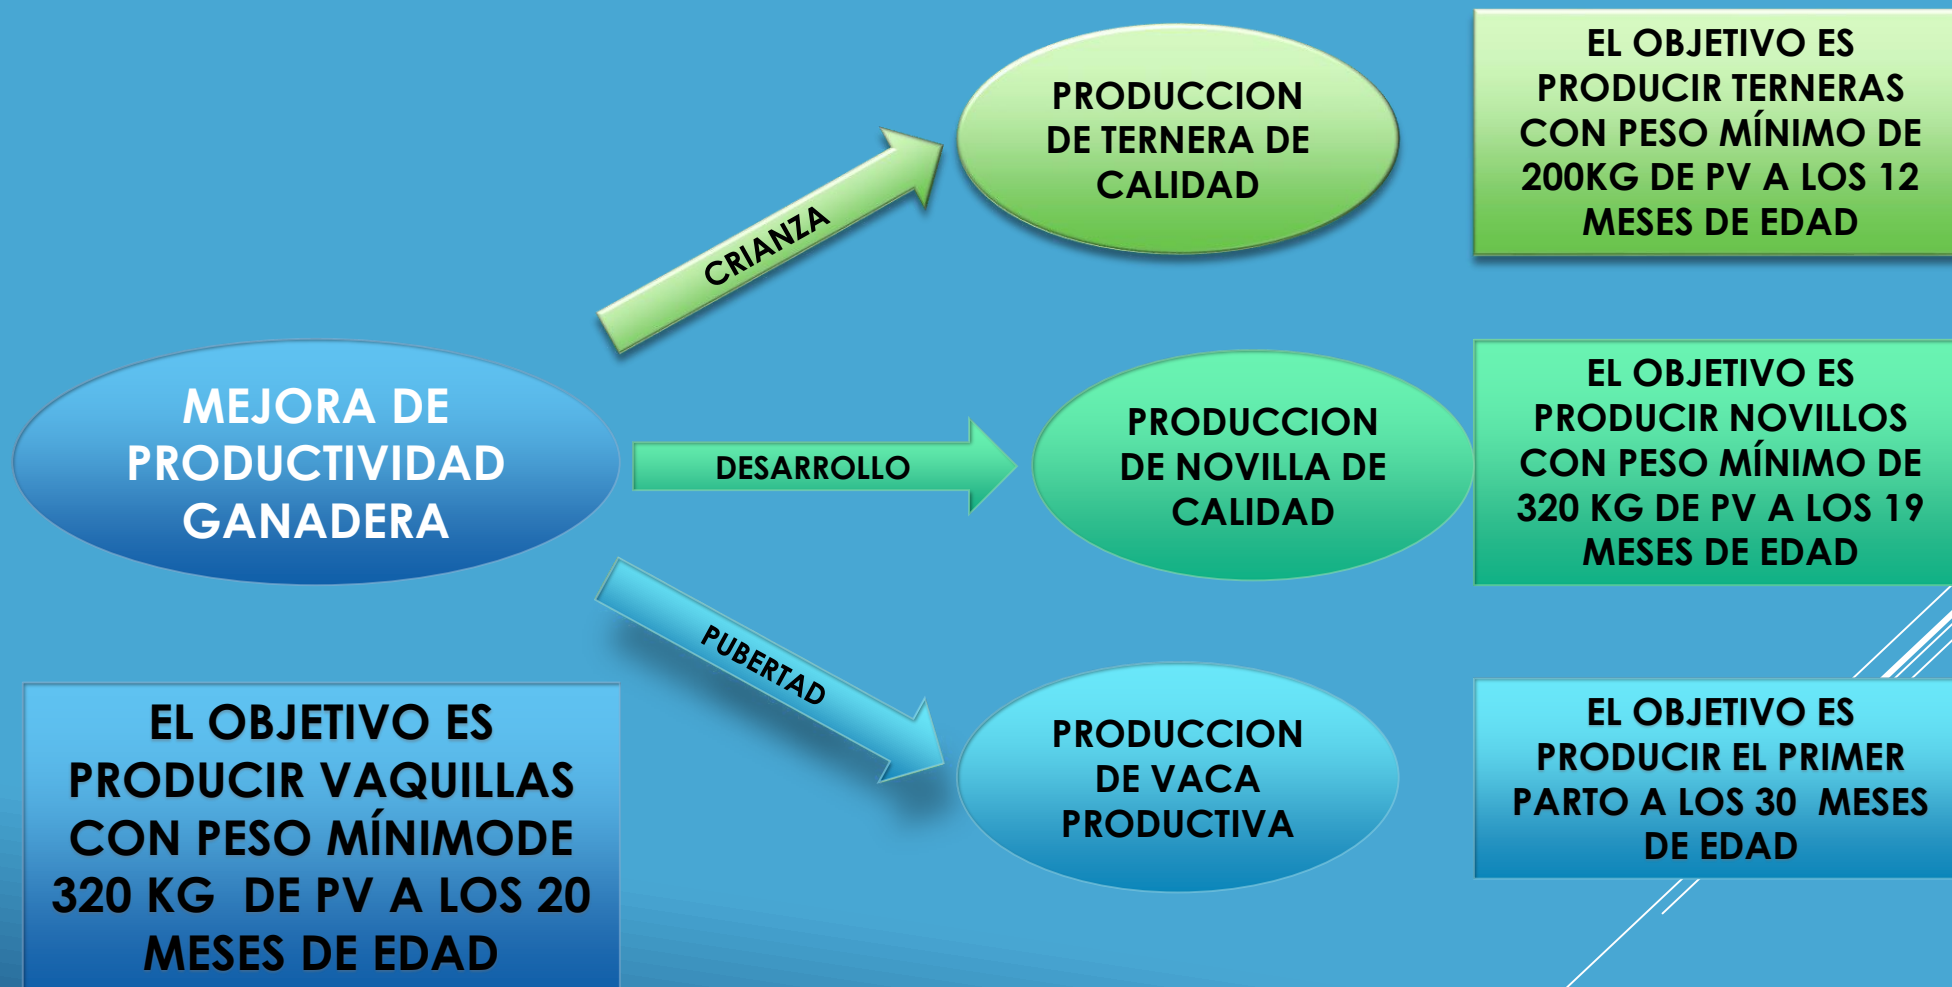 MEJORA DE
PRODUCTIVIDAD
GANADERA
EL OBJETIVO ES
PRODUCIR VAQUILLAS
CON PESO MÍNIMODE
320 KG  DE PV A LOS 20
MESES DE EDAD
CRIANZA
PRODUCCION
DE TERNERA DE
CALIDAD
EL OBJETIVO ES
PRODUCIR TERNERAS
CON PESO MÍNIMO DE
200KG DE PV A LOS 12
MESES DE EDAD
DESARROLLO
PRODUCCION
DE NOVILLA DE
CALIDAD
EL OBJETIVO ES
PRODUCIR NOVILLOS
CON PESO MÍNIMO DE
320 KG DE PV A LOS 19
MESES DE EDAD
PUBERTAD
PRODUCCION
DE VACA
PRODUCTIVA
EL OBJETIVO ES
PRODUCIR EL PRIMER
PARTO A LOS 30  MESES
DE EDAD